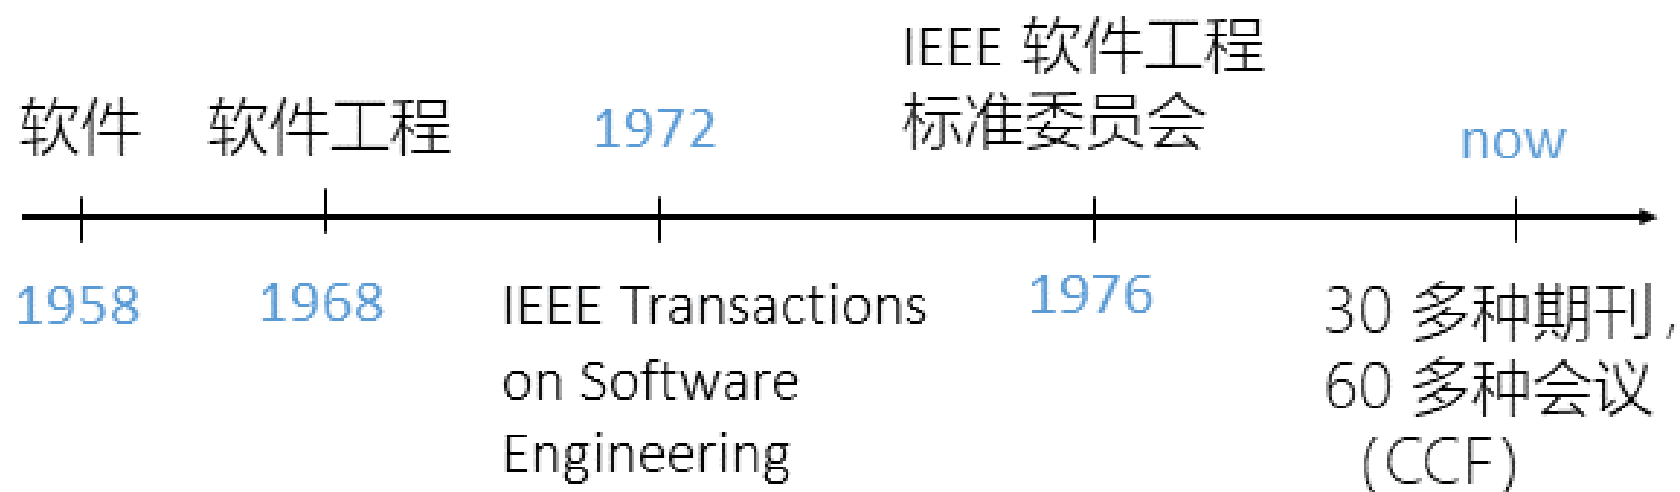 IEEE 软件工程
标准委员会
软件
软件工程
1972
now
1958
1968
IEEE Transactions
on Software
Engineering
1976
30 多种期刊,
60 多种会议
(CCF)